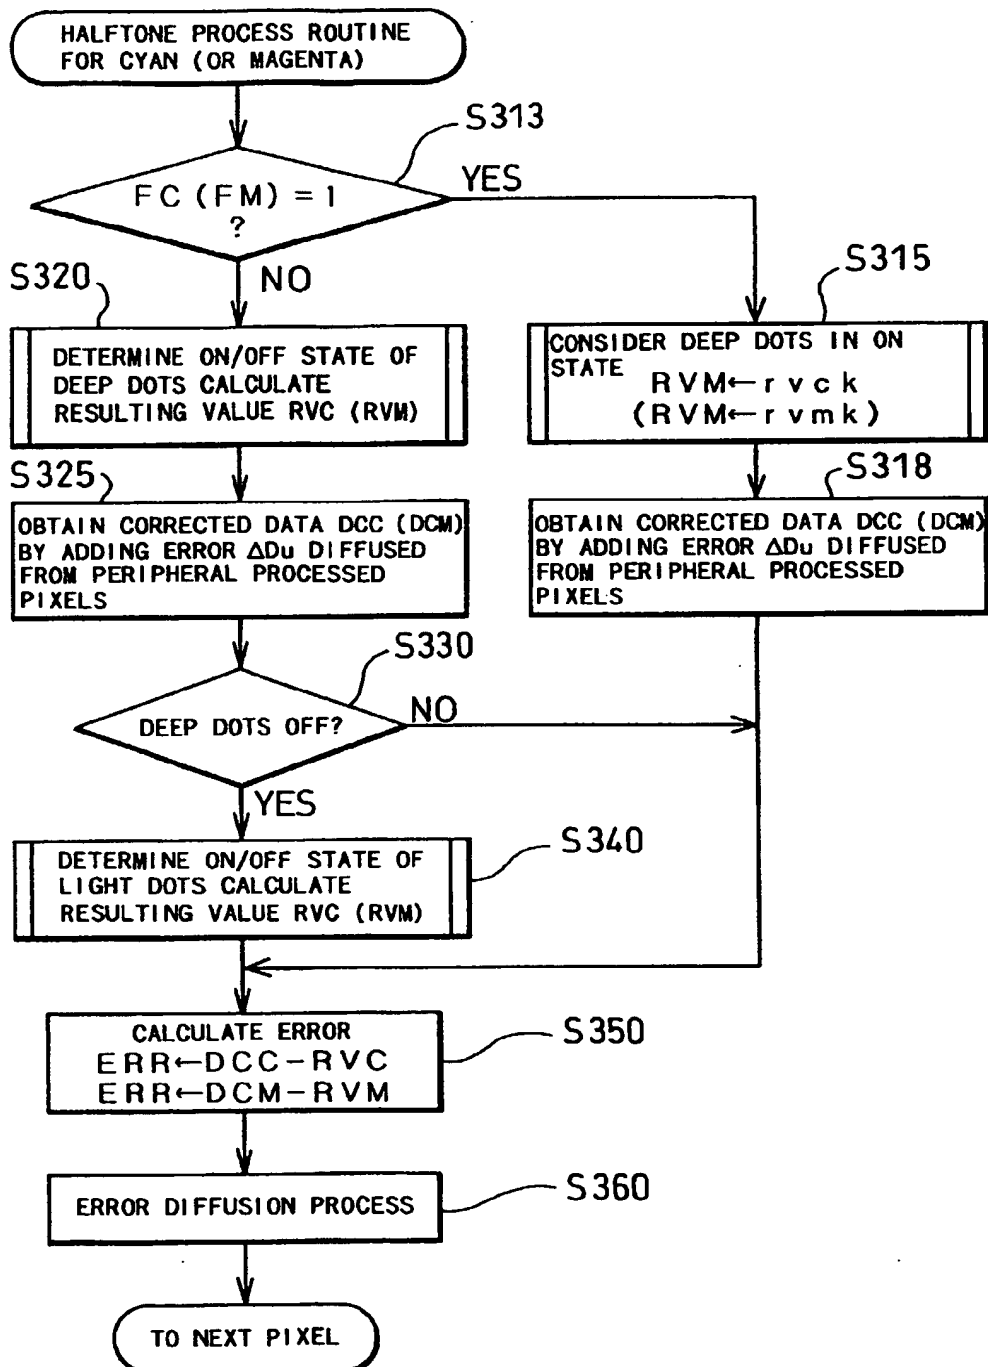 HALFTONE PROCESS ROUTINE
FOR CYAN (OR MAGENTA)
S313
FC (FM) = 1
?
YES
NO
S320
DETERMINE ON/OFF STATE OF
DEEP DOTS CALCULATE
RESULTING VALUE RVC (RVM)
S315
CONSIDER DEEP DOTS IN ON
STATE
RVM←rvck
(RVM←rvmk)
S325
OBTAIN CORRECTED DATA DCC (DCM)
BY ADDING ERROR ΔDu DIFFUSED
FROM PERIPHERAL PROCESSED
PIXELS
S318
OBTAIN CORRECTED DATA DCC (DCM)
BY ADDING ERROR ΔDu DIFFUSED
FROM PERIPHERAL PROCESSED
PIXELS
S330
DEEP DOTS OFF?
NO
YES
S340
DETERMINE ON/OFF STATE OF
LIGHT DOTS CALCULATE
RESULTING VALUE RVC (RVM)
CALCULATE ERROR
ERR←DCC-RVC
ERR←DCM-RVM
S350
ERROR DIFFUSION PROCESS
S360
TO NEXT PIXEL